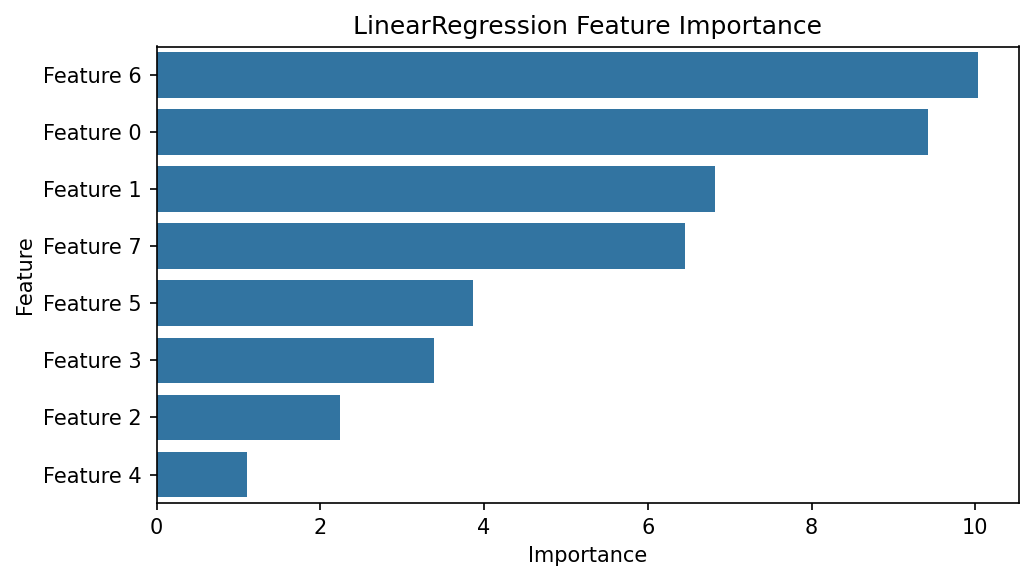 LinearRegression Feature Importance
Feature 6
Feature 0
Feature 1
Feature 7
Feature 5
Feature 3
Feature 2
Feature 4
Feature
0 2 4 6 8 10
Importance